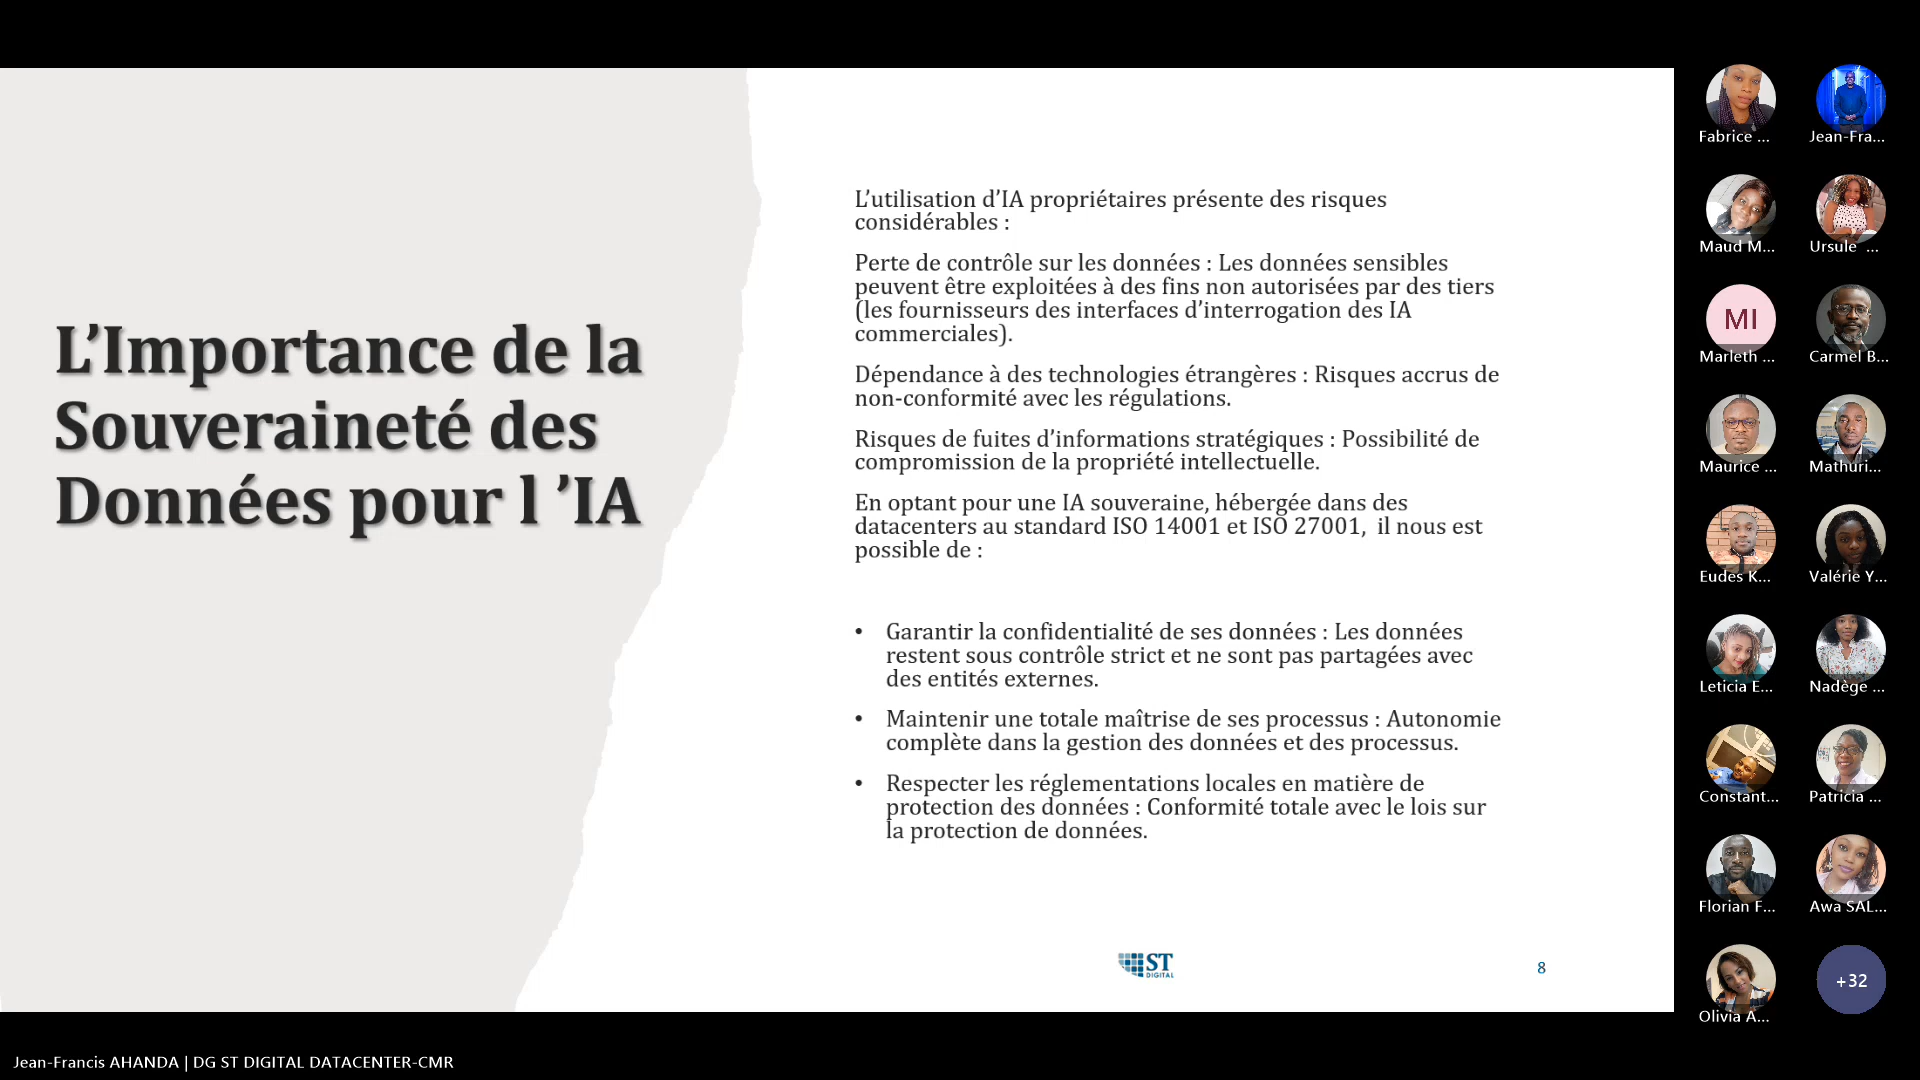 L’Importance de la
Souveraineté des
Données pour l ’IA
L’utilisation d’IA propriétaires présente des risques
considérables :
Perte de contrôle sur les données : Les données sensibles
peuvent être exploitées à des fins non autorisées par des tiers
(les fournisseurs des interfaces d’interrogation des IA
commerciales).
Dépendance à des technologies étrangères : Risques accrus de
non-conformité avec les régulations.
Risques de fuites d’informations stratégiques : Possibilité de
compromission de la propriété intellectuelle.
En optant pour une IA souveraine, hébergée dans des
datacenters au standard ISO 14001 et ISO 27001,  il nous est
possible de :
• Garantir la confidentialité de ses données : Les données
restent sous contrôle strict et ne sont pas partagées avec
des entités externes.
• Maintenir une totale maîtrise de ses processus : Autonomie
complète dans la gestion des données et des processus.
• Respecter les réglementations locales en matière de
protection des données : Conformité totale avec le lois sur
la protection de données.
ST
DIGITAL
8
Fabrice ...
Jean-Fra...
Maud M...
Ursule ...
MI
Marleth ...
Carmel B...
Maurice ...
Mathuri...
Eudes K...
Valérie Y...
Leticia E...
Nadège ...
Constant...
Patricia ...
Florian F...
Awa SAL...
Olivia A...
+32
Jean-Francis AHANDA | DG ST DIGITAL DATACENTER-CMR